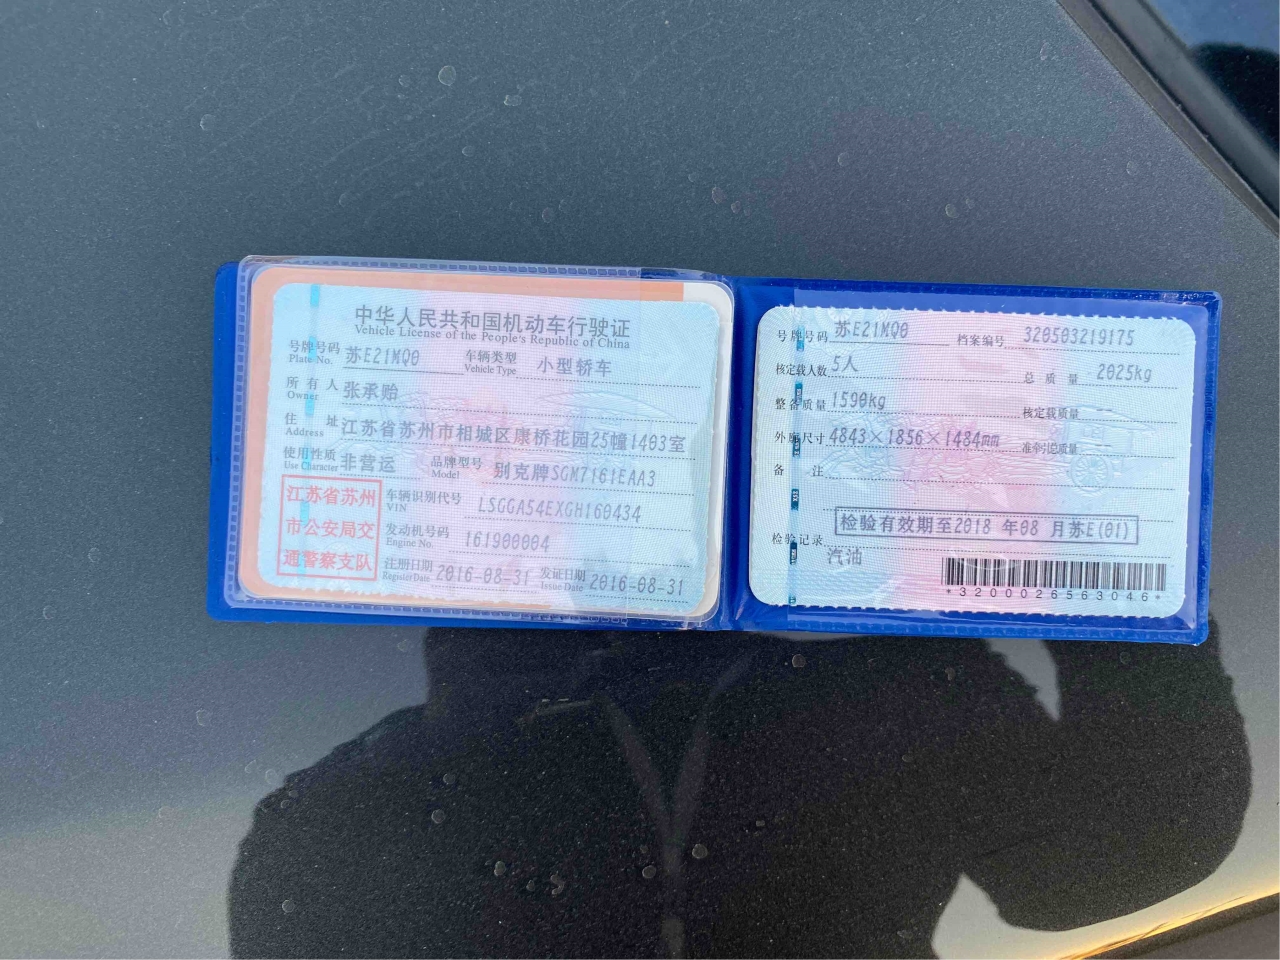 中华人民共和国机动车行驶证
Vehicle License of the People's Republic of China
号牌号码 苏E21MQ0 车辆类型 小型轿车
Plate No. Vehicle Type
所有人 张承贻
Owner
住 址 江苏省苏州市相城区康桥花园25幢1403室
Address
使用性质 非营运 品牌型号 别克牌SGM7161EAA3
Use Character Model
江苏省苏州
市公安局交
通警察支队
车辆识别代号 LSGGA54EXGH160434
VIN
发动机号码 161900004
Engine No.
注册日期 2016-08-31 发证日期 2016-08-31
Register Date Issue Date
号牌号码 苏E21MQ0 档案编号 320503219175
核定载人数 5人 总质量 2025kg
整备质量 1590kg 核定载质量 --
外廓尺寸 4843×1856×1484mm 准牵引总质量
备 注
检验有效期至2018 年08 月苏E(01)
检验记录
汽油
*3200026563046*